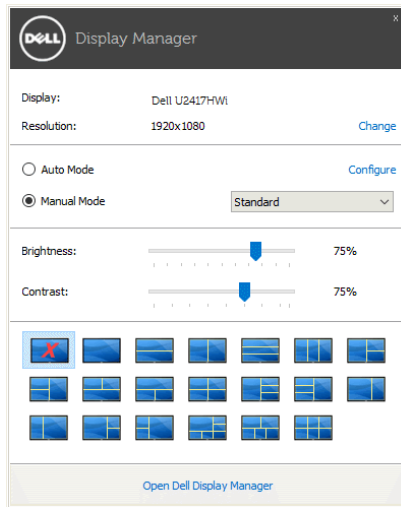 x
DELL Display Manager
Display: Dell U2417HWi
Resolution: 1920x1080 Change
Auto Mode Configure
Manual Mode Standard
Brightness: 75%
Contrast: 75%
Open Dell Display Manager